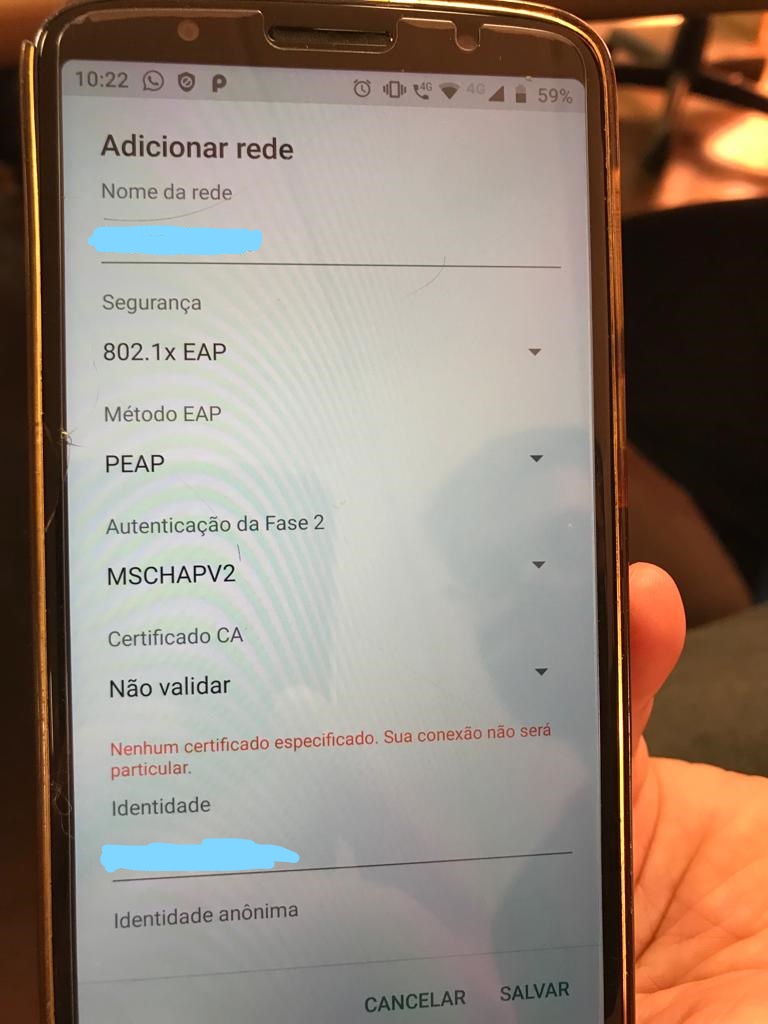 10:22 4G 4G 59%
Adicionar rede
Nome da rede
Segurança
802.1x EAP
Método EAP
PEAP
Autenticação da Fase 2
MSCHAPV2
Certificado CA
Não validar
Nenhum certificado especificado. Sua conexão não será
particular.
Identidade
Identidade anônima
CANCELAR SALVAR